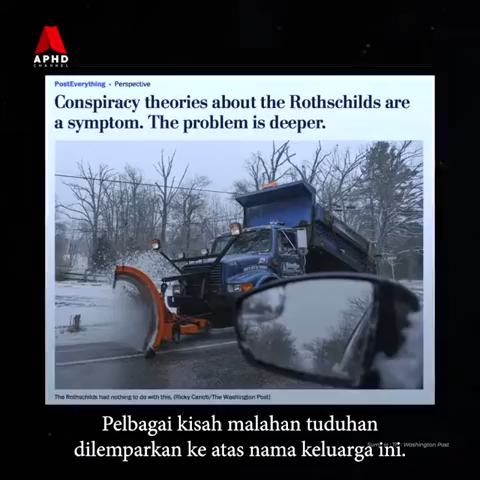 APHD
CHANNEL
PostEverything • Perspective
Conspiracy theories about the Rothschilds are
a symptom. The problem is deeper.
The Rothschilds had nothing to do with this, (Ricky Carioti/The Washington Post)
Pelbagai kisah malahan tuduhan
dilemparkan ke atas nama keluarga ini.
Washington Post